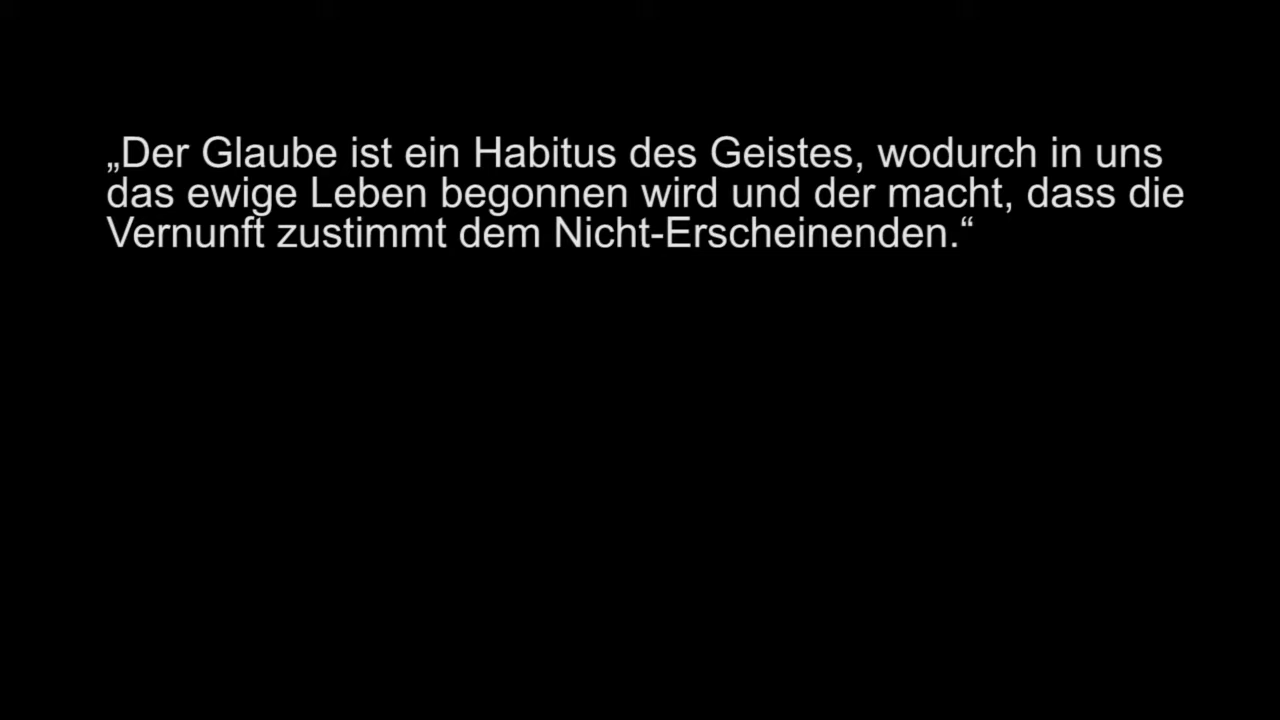 „Der Glaube ist ein Habitus des Geistes, wodurch in uns
das ewige Leben begonnen wird und der macht, dass die
Vernunft zustimmt dem Nicht-Erscheinenden.“